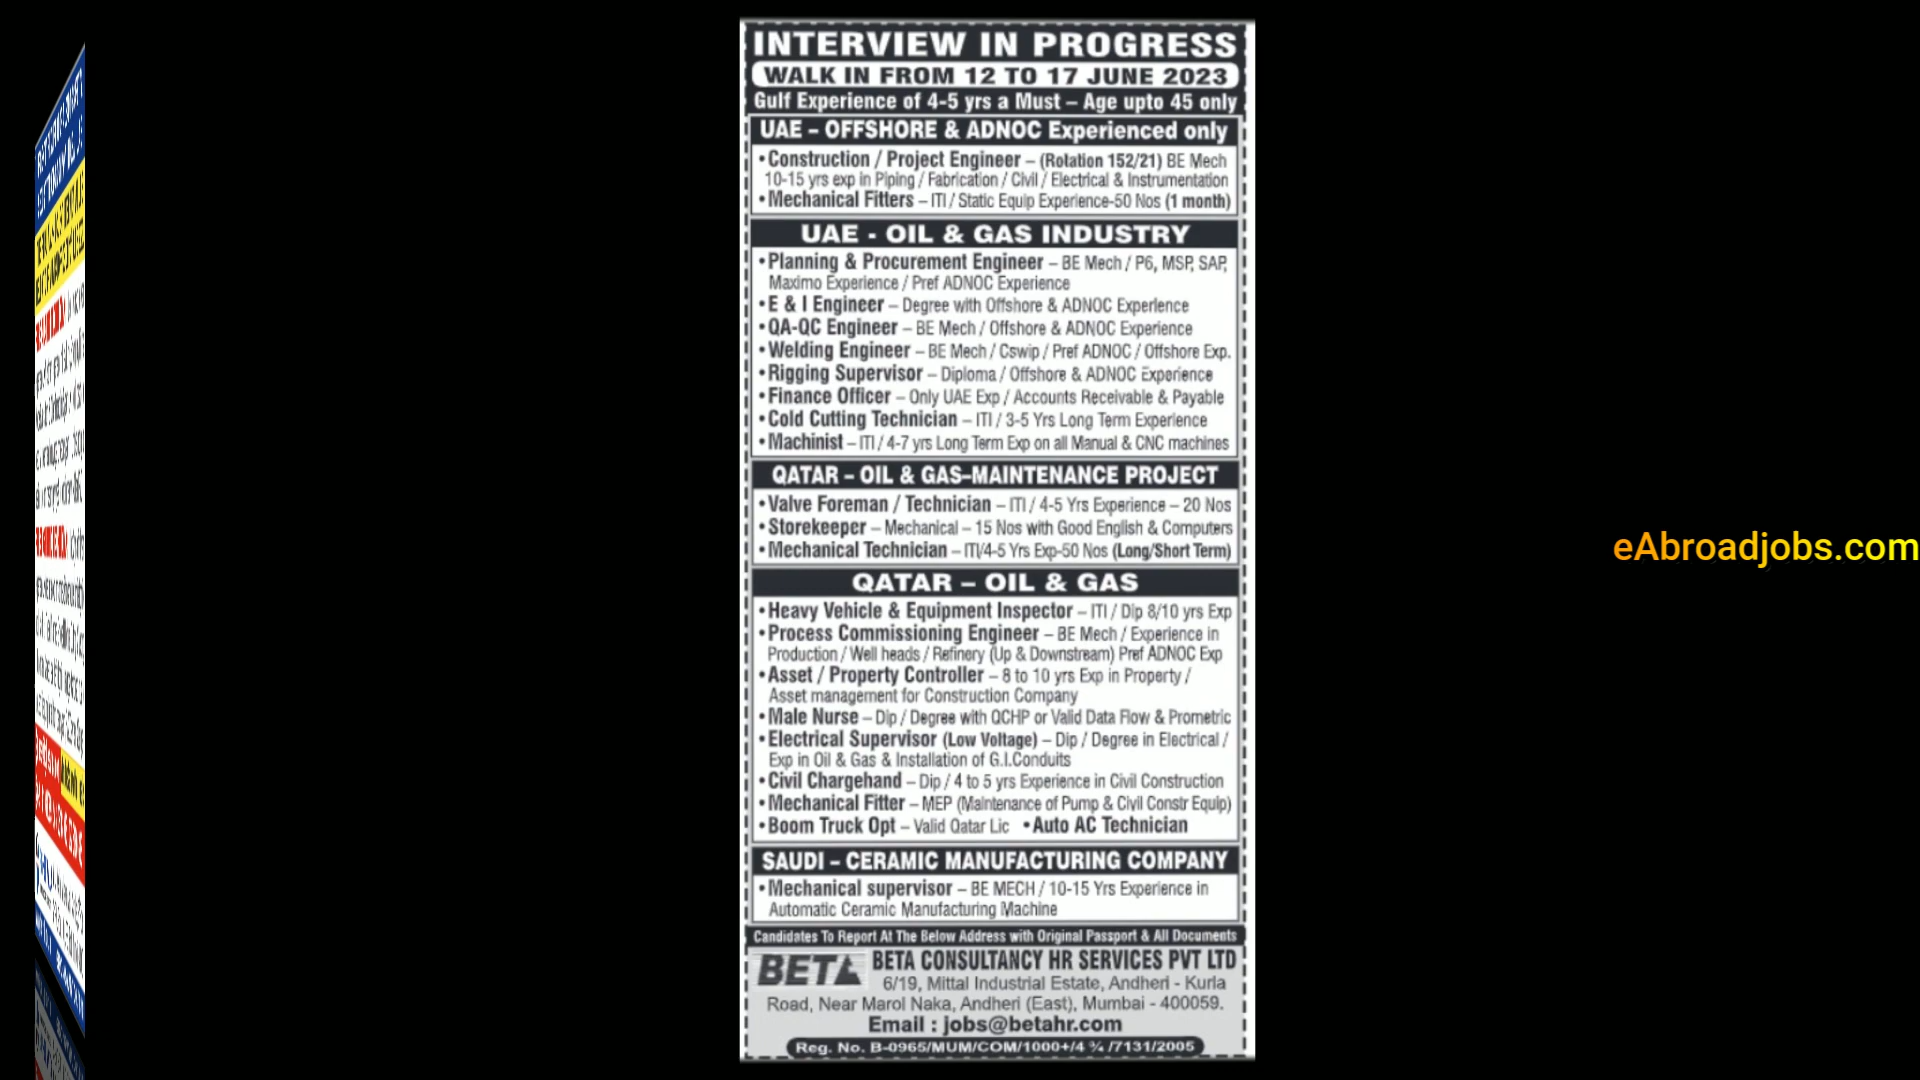 INTERVIEW IN PROGRESS
WALK IN FROM 12 TO 17 JUNE 2023
Gulf Experience of 4-5 yrs a Must – Age upto 45 only
UAE – OFFSHORE & ADNOC Experienced only
• Construction / Project Engineer – (Rotation 152/21) BE Mech
10-15 yrs exp in Piping / Fabrication / Civil / Electrical & Instrumentation
• Mechanical Fitters – ITI / Static Equip Experience-50 Nos (1 month)
UAE - OIL & GAS INDUSTRY
• Planning & Procurement Engineer – BE Mech / P6, MSP, SAP,
Maximo Experience / Pref ADNOC Experience
• E & I Engineer – Degree with Offshore & ADNOC Experience
• QA-QC Engineer – BE Mech / Offshore & ADNOC Experience
• Welding Engineer – BE Mech / Cswip / Pref ADNOC / Offshore Exp.
• Rigging Supervisor – Diploma / Offshore & ADNOC Experience
• Finance Officer – Only UAE Exp / Accounts Receivable & Payable
• Cold Cutting Technician – ITI / 3-5 Yrs Long Term Experience
• Machinist – ITI / 4-7 yrs Long Term Exp on all Manual & CNC machines
QATAR – OIL & GAS–MAINTENANCE PROJECT
• Valve Foreman / Technician – ITI / 4-5 Yrs Experience – 20 Nos
• Storekeeper – Mechanical – 15 Nos with Good English & Computers
• Mechanical Technician – ITI/4-5 Yrs Exp-50 Nos (Long/Short Term)
QATAR – OIL & GAS
• Heavy Vehicle & Equipment Inspector – ITI / Dip 8/10 yrs Exp
• Process Commissioning Engineer – BE Mech / Experience in
Production / Well heads / Refinery (Up & Downstream) Pref ADNOC Exp
• Asset / Property Controller – 8 to 10 yrs Exp in Property /
Asset management for Construction Company
• Male Nurse – Dip / Degree with QCHP or Valid Data Flow & Prometric
• Electrical Supervisor (Low Voltage) – Dip / Degree in Electrical /
Exp in Oil & Gas & Installation of G.I.Conduits
• Civil Chargehand – Dip / 4 to 5 yrs Experience in Civil Construction
• Mechanical Fitter – MEP (Maintenance of Pump & Civil Constr Equip)
• Boom Truck Opt – Valid Qatar Lic • Auto AC Technician
SAUDI – CERAMIC MANUFACTURING COMPANY
• Mechanical supervisor – BE MECH / 10-15 Yrs Experience in
Automatic Ceramic Manufacturing Machine
Candidates To Report At The Below Address with Original Passport & All Documents
BETA BETA CONSULTANCY HR SERVICES PVT LTD
6/19, Mittal Industrial Estate, Andheri - Kurla
Road, Near Marol Naka, Andheri (East), Mumbai - 400059.
Email : jobs@betahr.com
Reg. No. B-0965/MUM/COM/1000+/4 ¾ /7131/2005
eAbroadjobs.com